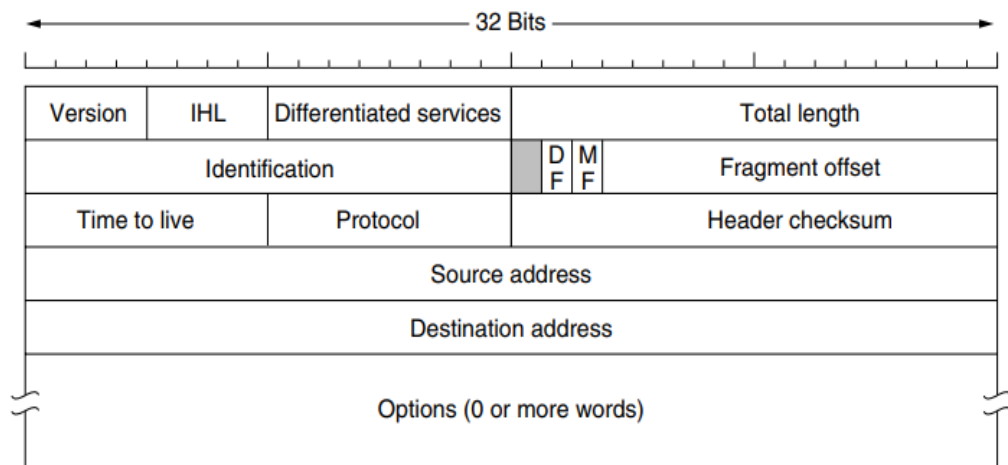 32 Bits
Version IHL Differentiated services Total length
Identification D F M F Fragment offset
Time to live Protocol Header checksum
Source address
Destination address
Options (0 or more words)